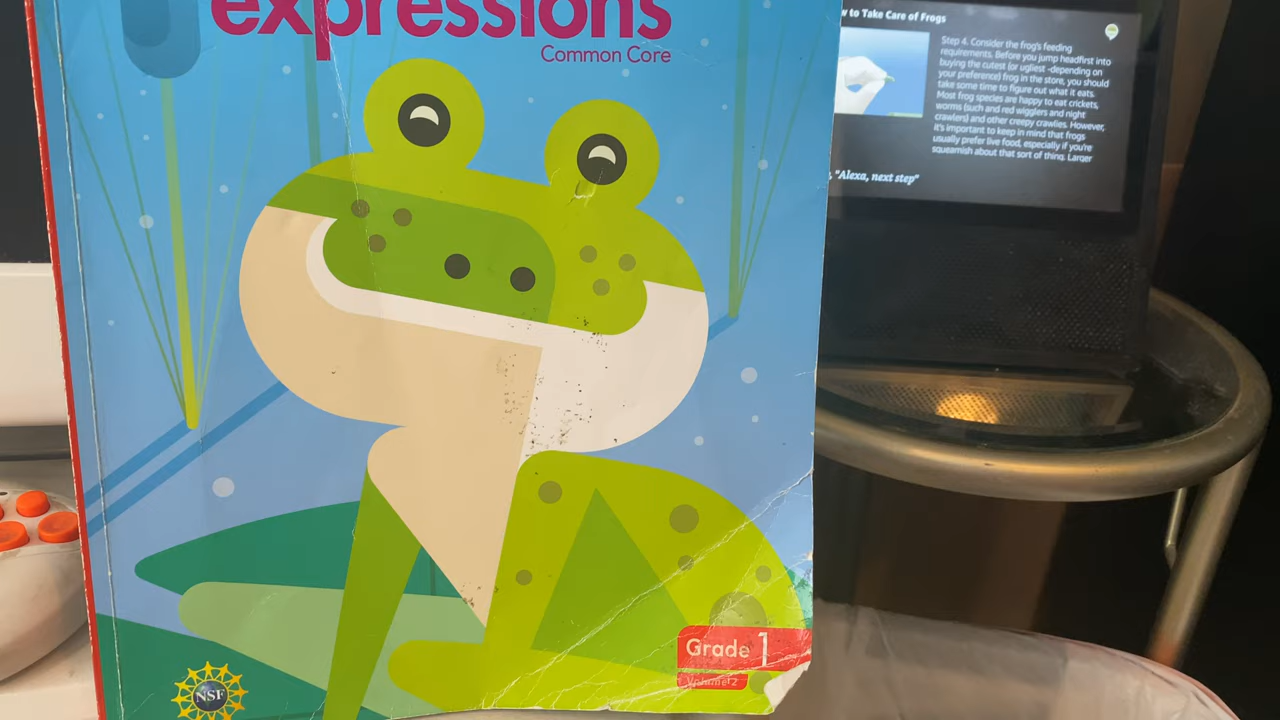 expressions
Common Core
Grade 1
Volume 2
NSF
w to Take Care of Frogs
Step 4. Consider the frog's feeding
requirements. Before you jump headfirst into
buying the cutest (or ugliest -depending on
your preference) frog in the store, you should
take some time to figure out what it eats.
Most frog species are happy to eat crickets,
worms (such and red wigglers and night
crawlers) and other creepy crawlies. However,
it's important to keep in mind that frogs
usually prefer live food, especially if you're
squeamish about that sort of thing. Larger
"Alexa, next step"